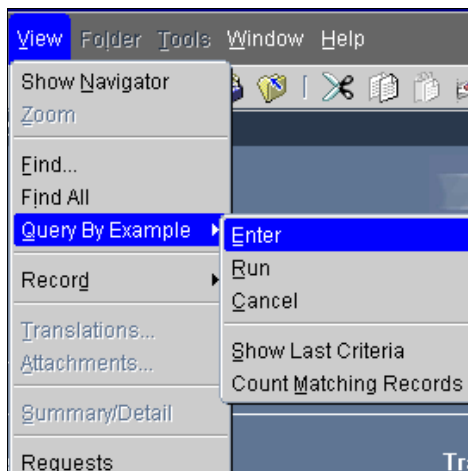 View Folder Tools Window Help
Show Navigator
Zoom
Find...
Find All
Query By Example
Enter
Run
Cancel
Show Last Criteria
Count Matching Records
Record
Translations...
Attachments...
Summary/Detail
Requests